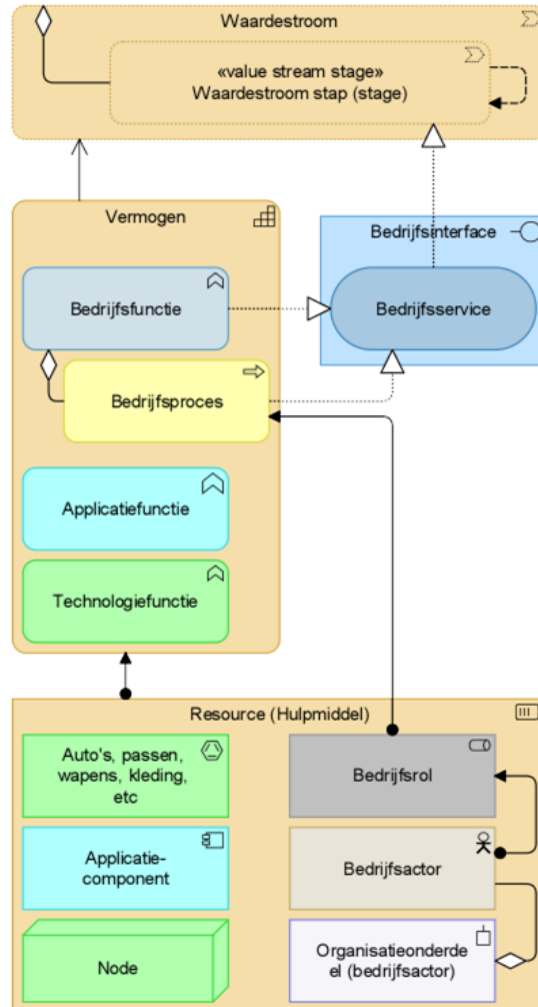 Waardestroom
«value stream stage»
Waardestroom stap (stage)
Vermogen
Bedrijfsinterface
Bedrijfsfunctie
Bedrijfsservice
Bedrijfsproces
Applicatiefunctie
Technologiefunctie
Resource (Hulpmiddel)
Auto's, passen,
wapens, kleding,
etc
Bedrijfsrol
Applicatie-
component
Bedrijfsactor
Node
Organisatieonderde
el (bedrijfsactor)